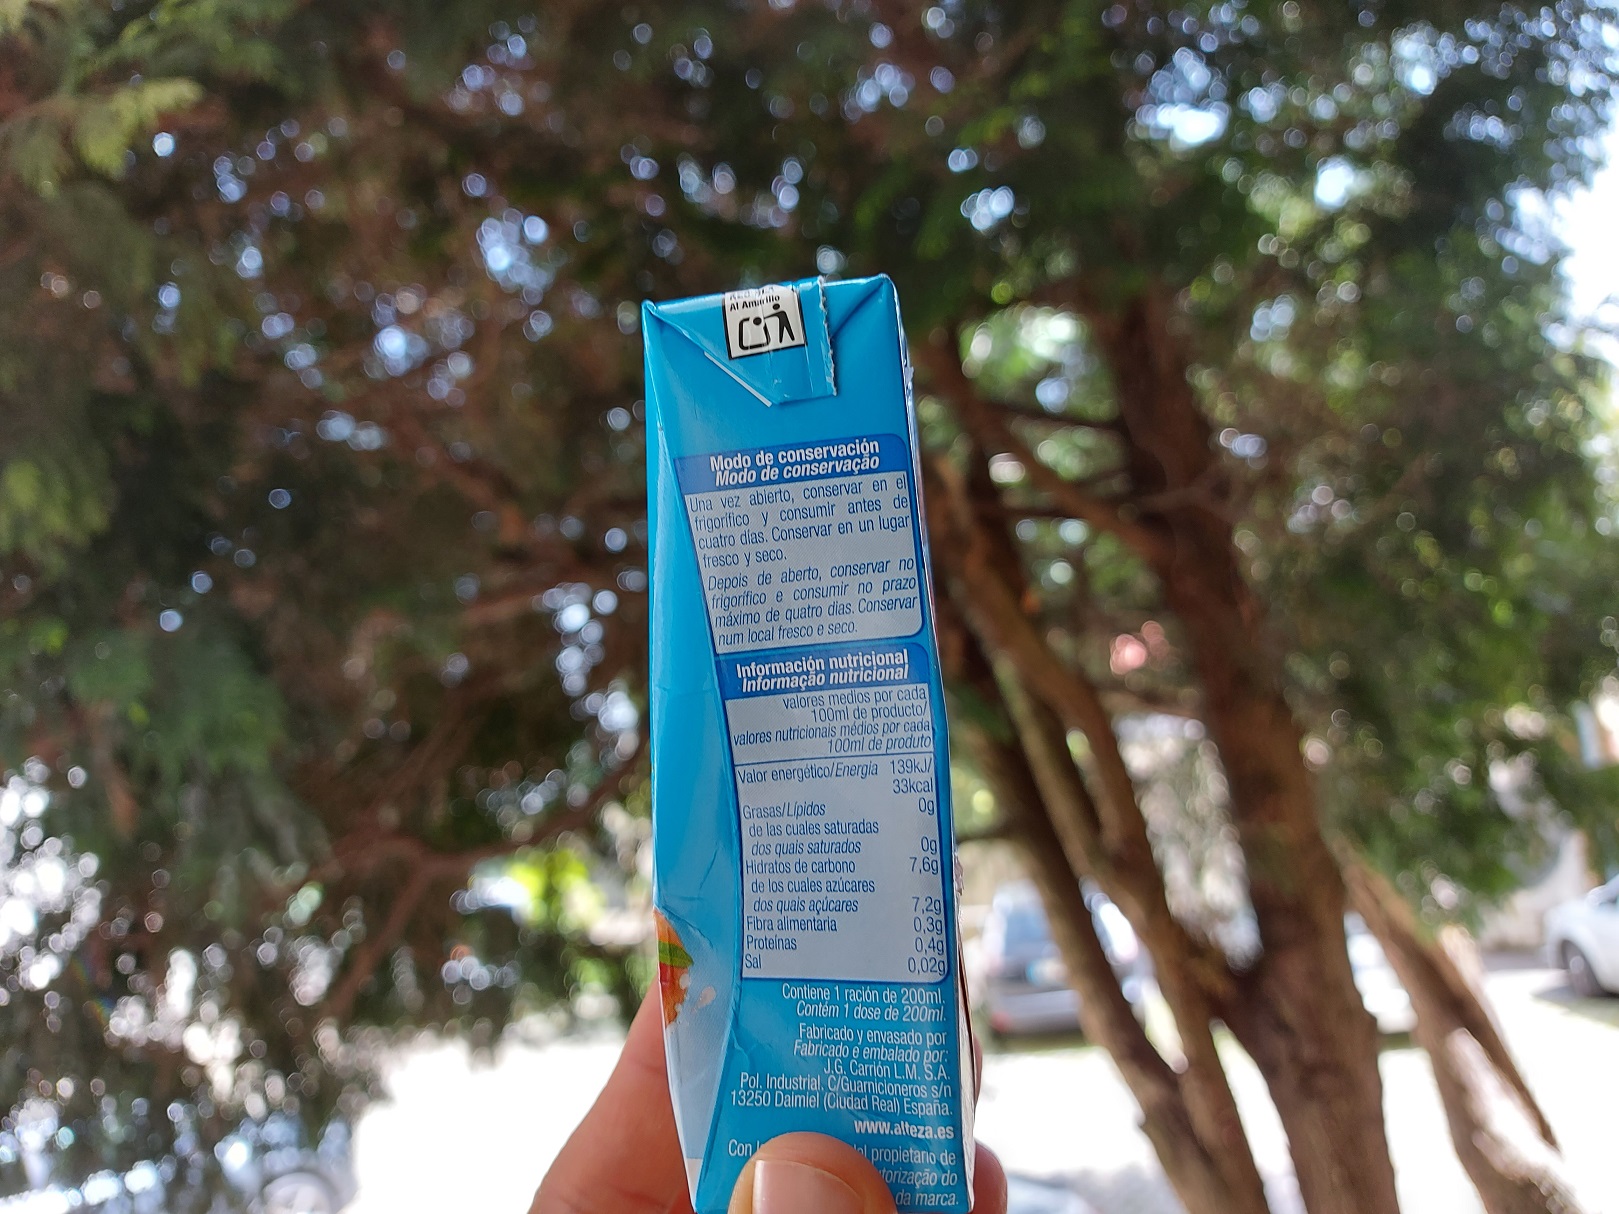 Al Amarillo
Modo de conservación
Modo de conservação
Una vez abierto, conservar en el
frigorífico y consumir antes de
cuatro días. Conservar en un lugar
fresco y seco.
Depois de aberto, conservar no
frigorífico e consumir no prazo
máximo de quatro dias. Conservar
num local fresco e seco.
Información nutricional
Informação nutricional
valores medios por cada
100ml de producto/
valores nutricionais médios por cada
100ml de produto
Valor energético/Energia 139kJ/
33kcal
Grasas/Lípidos 0g
de las cuales saturadas
dos quais saturados 0g
Hidratos de carbono 7,6g
de los cuales azúcares
dos quais açúcares 7,2g
Fibra alimentaria 0,3g
Proteínas 0,4g
Sal 0,02g
Contiene 1 ración de 200ml.
Contém 1 dose de 200ml.
Fabricado y envasado por
Fabricado e embalado por:
J.G. Carrión L.M. S.A.
Pol. Industrial. C/Guarnicioneros s/n
13250 Daimiel (Ciudad Real) España.
www.alteza.es
Con propietario de
da marca.